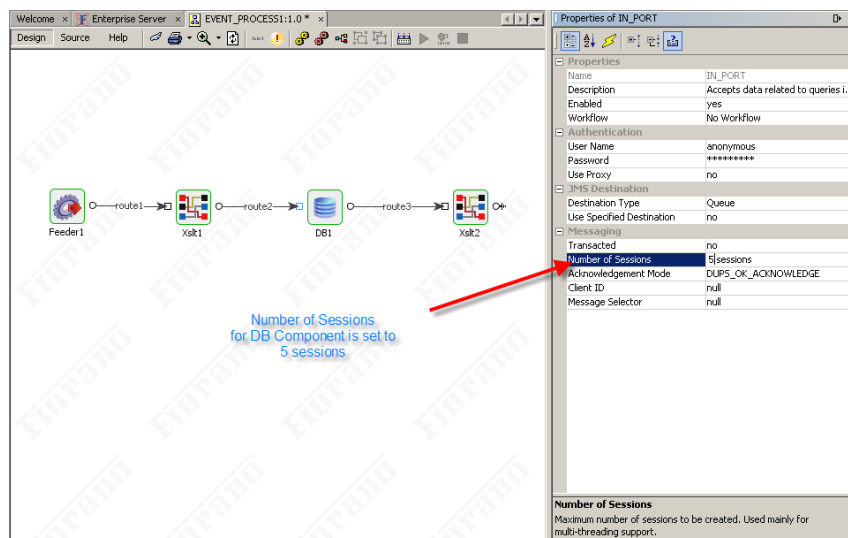 Welcome Enterprise Server EVENT_PROCESS1:1.0 *
Design Source Help label
Feeder1 route1 Xslt1 route2 DB1 route3 Xslt2
Number of Sessions
for DB Component is set to
5 sessions
Fiorano
Properties of IN_PORT
Properties
Name IN_PORT
Description Accepts data related to queries i...
Enabled yes
Workflow No Workflow
Authentication
User Name anonymous
Password *********
Use Proxy no
JMS Destination
Destination Type Queue
Use Specified Destination no
Messaging
Transacted no
Number of Sessions 5 sessions
Acknowledgement Mode DUPS_OK_ACKNOWLEDGE
Client ID null
Message Selector null
Number of Sessions
Maximum number of sessions to be created. Used mainly for
multi-threading support.